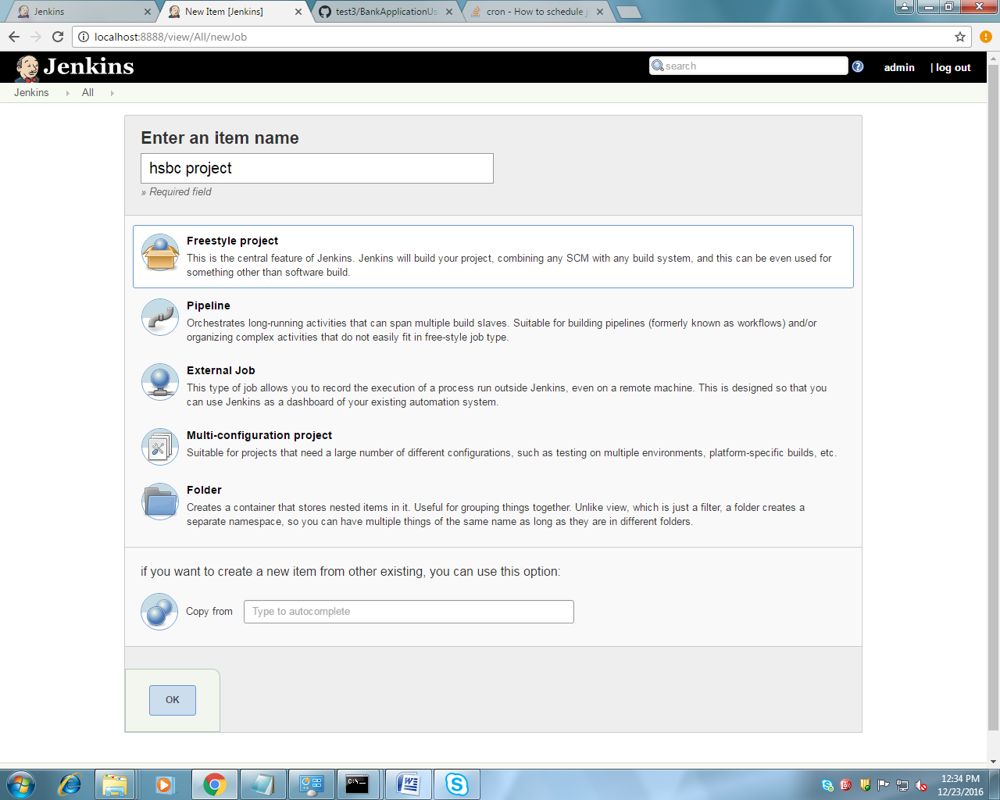 Jenkins
New Item [Jenkins]
test3/BankApplicationUs
cron - How to schedule j
localhost:8888/view/All/newJob
Jenkins
search
admin
| log out
Jenkins
All
Enter an item name
hsbc project
» Required field
Freestyle project
This is the central feature of Jenkins. Jenkins will build your project, combining any SCM with any build system, and this can be even used for
something other than software build.
Pipeline
Orchestrates long-running activities that can span multiple build slaves. Suitable for building pipelines (formerly known as workflows) and/or
organizing complex activities that do not easily fit in free-style job type.
External Job
This type of job allows you to record the execution of a process run outside Jenkins, even on a remote machine. This is designed so that you
can use Jenkins as a dashboard of your existing automation system.
Multi-configuration project
Suitable for projects that need a large number of different configurations, such as testing on multiple environments, platform-specific builds, etc.
Folder
Creates a container that stores nested items in it. Useful for grouping things together. Unlike view, which is just a filter, a folder creates a
separate namespace, so you can have multiple things of the same name as long as they are in different folders.
if you want to create a new item from other existing, you can use this option:
Copy from
Type to autocomplete
OK
12:34 PM
12/23/2016